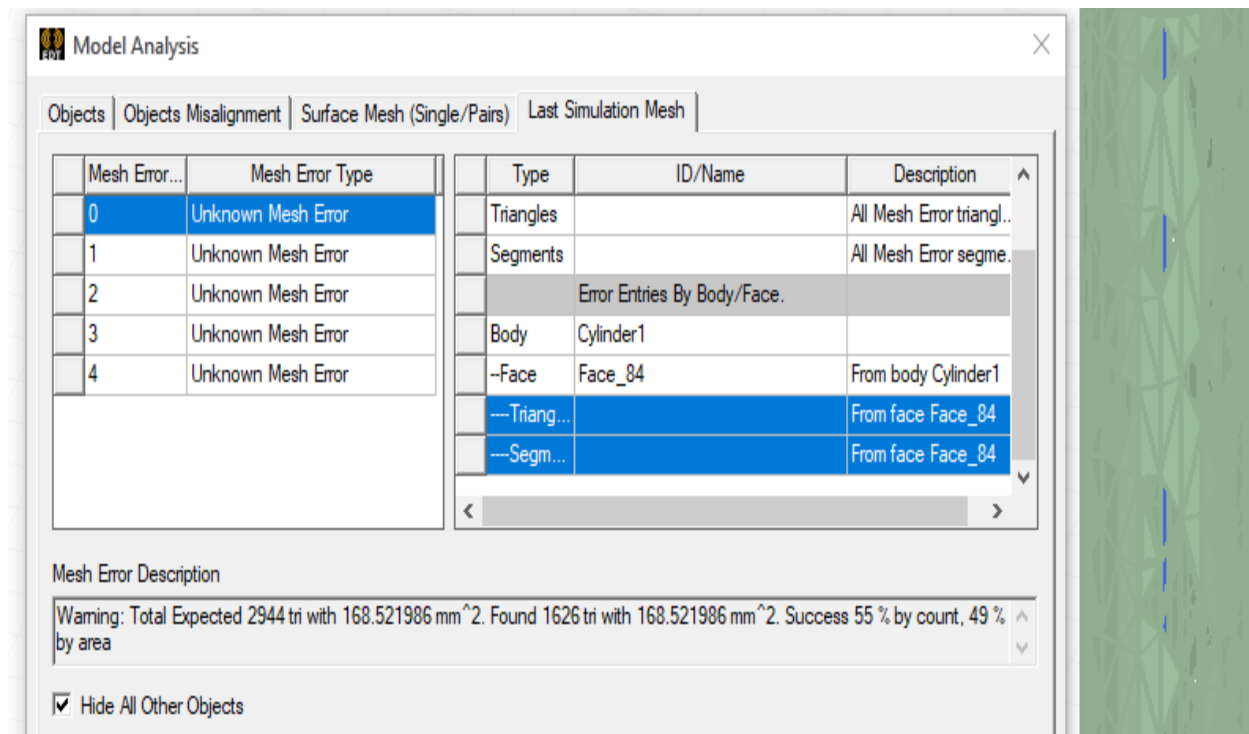 EDT
Model Analysis
Objects Objects Misalignment Surface Mesh (Single/Pairs) Last Simulation Mesh
Mesh Error... Mesh Error Type
0 Unknown Mesh Error
1 Unknown Mesh Error
2 Unknown Mesh Error
3 Unknown Mesh Error
4 Unknown Mesh Error
Type ID/Name Description
Triangles All Mesh Error triangl..
Segments All Mesh Error segme.
Error Entries By Body/Face.
Body Cylinder1
--Face Face_84 From body Cylinder1
----Triang... From face Face_84
----Segm... From face Face_84
Mesh Error Description
Warning: Total Expected 2944 tri with 168.521986 mm^2. Found 1626 tri with 168.521986 mm^2. Success 55 % by count, 49 %
by area
Hide All Other Objects